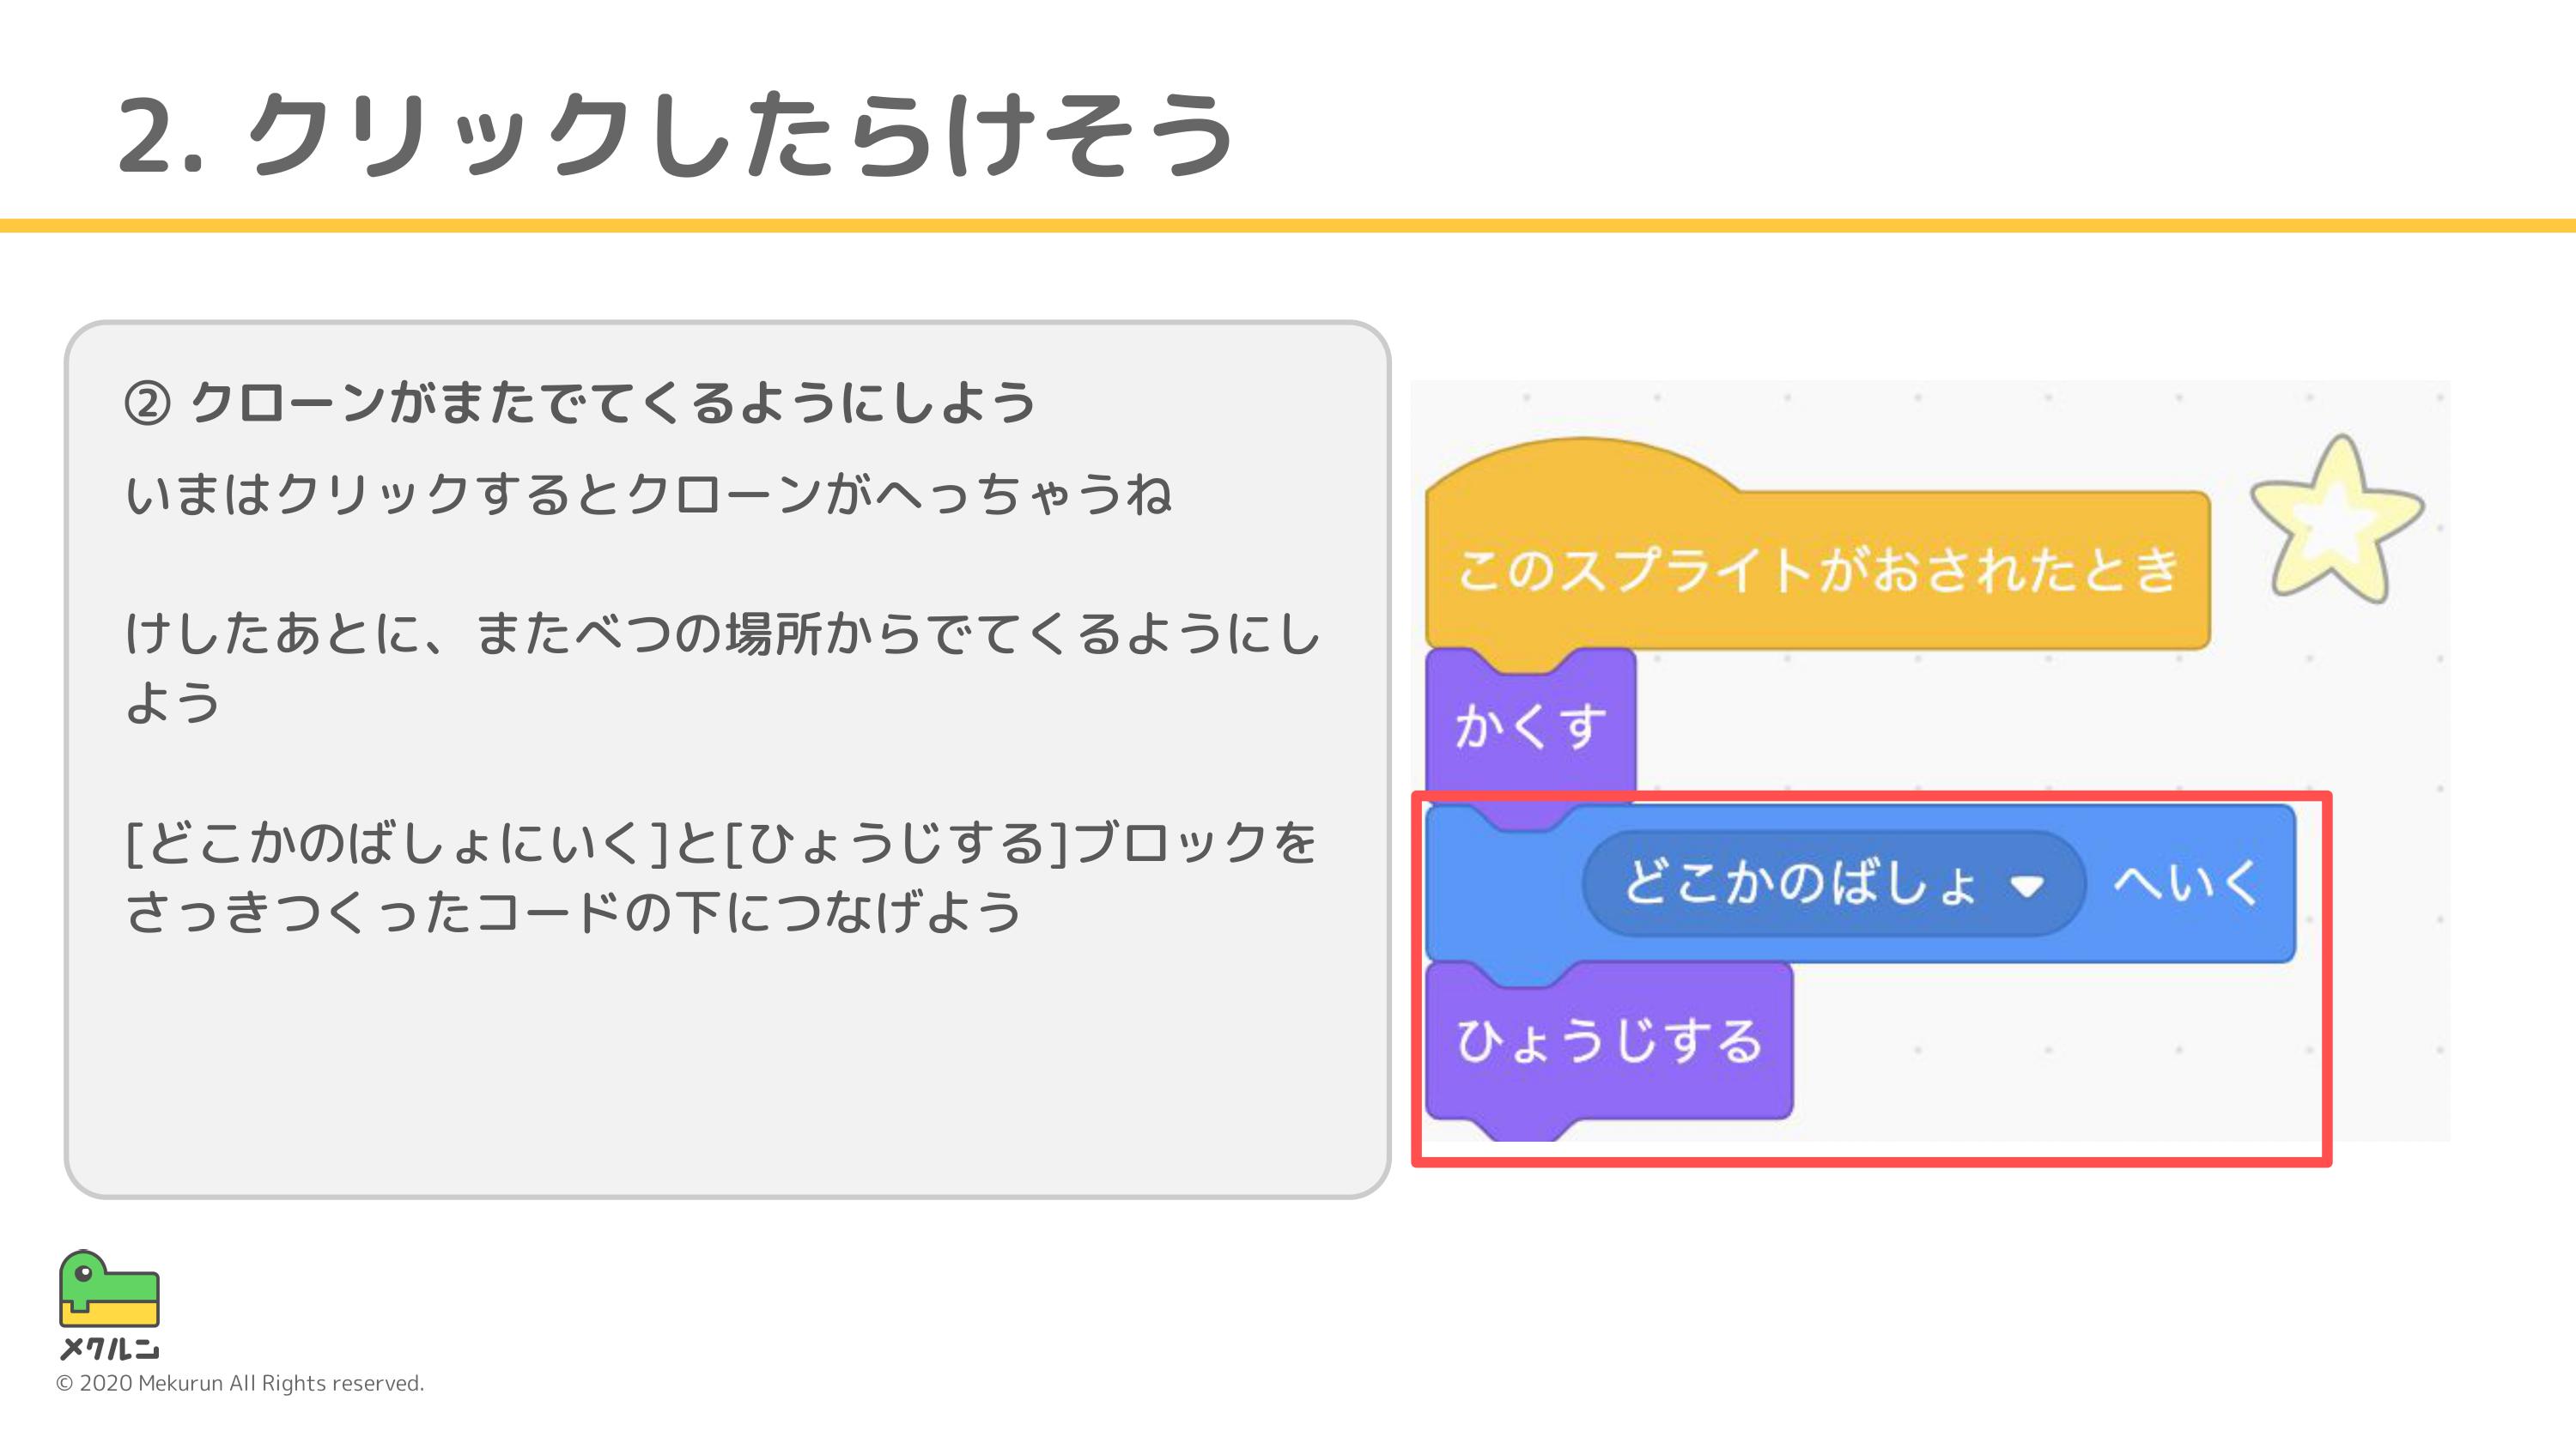 2. クリックしたらけそう
② クローンがまたでてくるようにしよう
いまはクリックするとクローンがへっちゃうね
けしたあとに、またべつの場所からでてくるようにし
よう
[どこかのばしょにいく]と[ひょうじする]ブロックを
さっきつくったコードの下につなげよう
このスプライトがおされたとき
かくす
どこかのばしょ へいく
ひょうじする
メクルン
© 2020 Mekurun All Rights reserved.